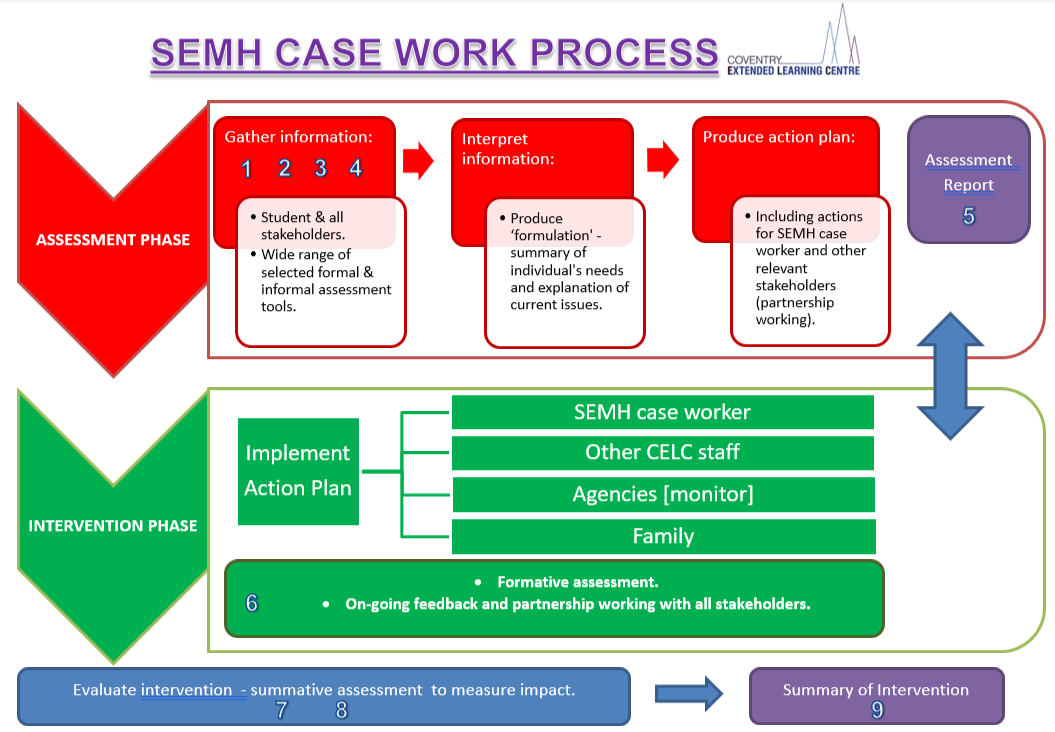 SEMH CASE WORK PROCESS
COVENTRY
EXTENDED LEARNING CENTRE
ASSESSMENT PHASE
Gather information:
1 2 3 4
• Student & all
stakeholders.
• Wide range of
selected formal &
informal assessment
tools.
Interpret
information:
• Produce
‘formulation' -
summary of
individual's needs
and explanation of
current issues.
Produce action plan:
• Including actions
for SEMH case
worker and other
relevant
stakeholders
(partnership
working).
Assessment
Report
5
INTERVENTION PHASE
Implement
Action Plan
SEMH case worker
Other CELC staff
Agencies [monitor]
Family
6
• Formative assessment.
• On-going feedback and partnership working with all stakeholders.
Evaluate intervention - summative assessment to measure impact.
7 8
Summary of Intervention
9